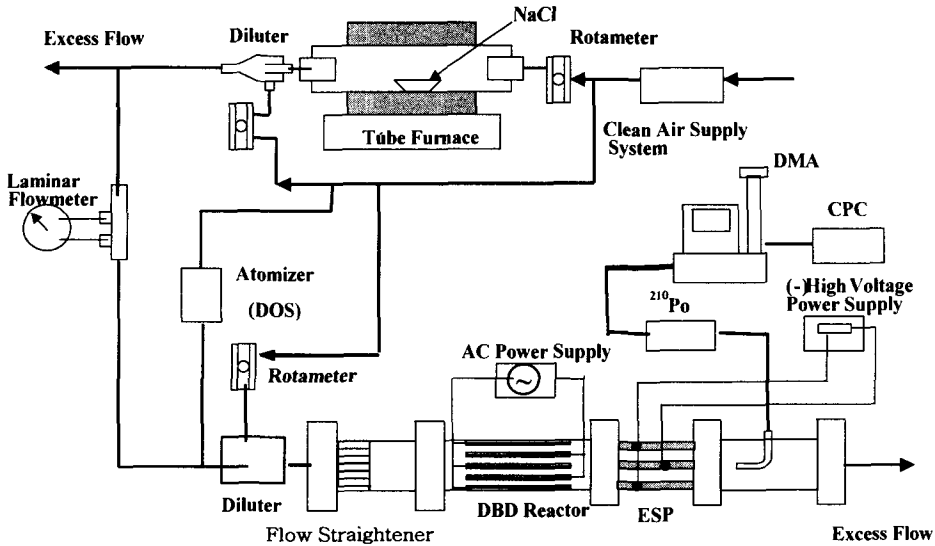 NaCl
Excess Flow
Diluter
Rotameter
Túbe Furnace
Clean Air Supply
System
DMA
Laminar
Flowmeter
CPC
Atomizer
(DOS)
210Po
(-)High Voltage
Power Supply
AC Power Supply
Rotameter
~
Diluter
DBD Reactor
ESP
Flow Straightener
Excess Flow